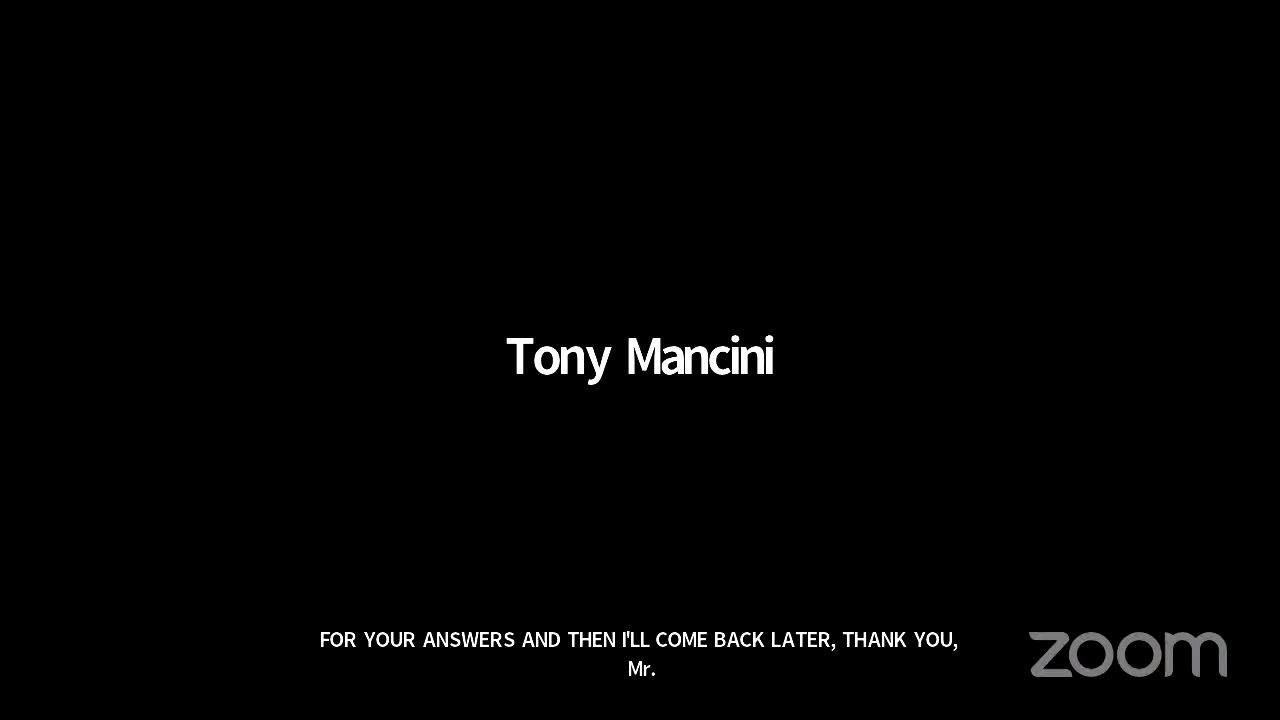 Tony Mancini
FOR YOUR ANSWERS AND THEN I'LL COME BACK LATER, THANK YOU,
Mr.
zoom